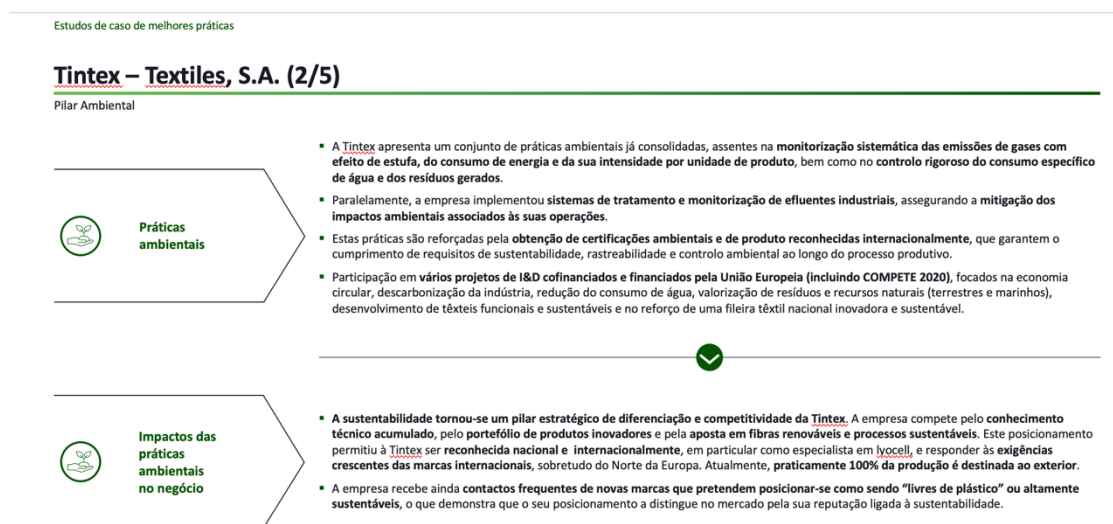 Estudos de caso de melhores práticas
Tintex – Textiles, S.A. (2/5)
Pilar Ambiental
Práticas
ambientais
▪ A Tintex apresenta um conjunto de práticas ambientais já consolidadas, assentes na monitorização sistemática das emissões de gases com
efeito de estufa, do consumo de energia e da sua intensidade por unidade de produto, bem como no controlo rigoroso do consumo específico
de água e dos resíduos gerados.
▪ Paralelamente, a empresa implementou sistemas de tratamento e monitorização de efluentes industriais, assegurando a mitigação dos
impactos ambientais associados às suas operações.
▪ Estas práticas são reforçadas pela obtenção de certificações ambientais e de produto reconhecidas internacionalmente, que garantem o
cumprimento de requisitos de sustentabilidade, rastreabilidade e controlo ambiental ao longo do processo produtivo.
▪ Participação em vários projetos de I&D cofinanciados e financiados pela União Europeia (incluindo COMPETE 2020), focados na economia
circular, descarbonização da indústria, redução do consumo de água, valorização de resíduos e recursos naturais (terrestres e marinhos),
desenvolvimento de têxteis funcionais e sustentáveis e no reforço de uma fileira têxtil nacional inovadora e sustentável.
Impactos das
práticas
ambientais
no negócio
▪ A sustentabilidade tornou-se um pilar estratégico de diferenciação e competitividade da Tintex. A empresa compete pelo conhecimento
técnico acumulado, pelo portefólio de produtos inovadores e pela aposta em fibras renováveis e processos sustentáveis. Este posicionamento
permitiu à Tintex ser reconhecida nacional e internacionalmente, em particular como especialista em lyocell, e responder às exigências
crescentes das marcas internacionais, sobretudo do Norte da Europa. Atualmente, praticamente 100% da produção é destinada ao exterior.
▪ A empresa recebe ainda contactos frequentes de novas marcas que pretendem posicionar-se como sendo “livres de plástico” ou altamente
sustentáveis, o que demonstra que o seu posicionamento a distingue no mercado pela sua reputação ligada à sustentabilidade.